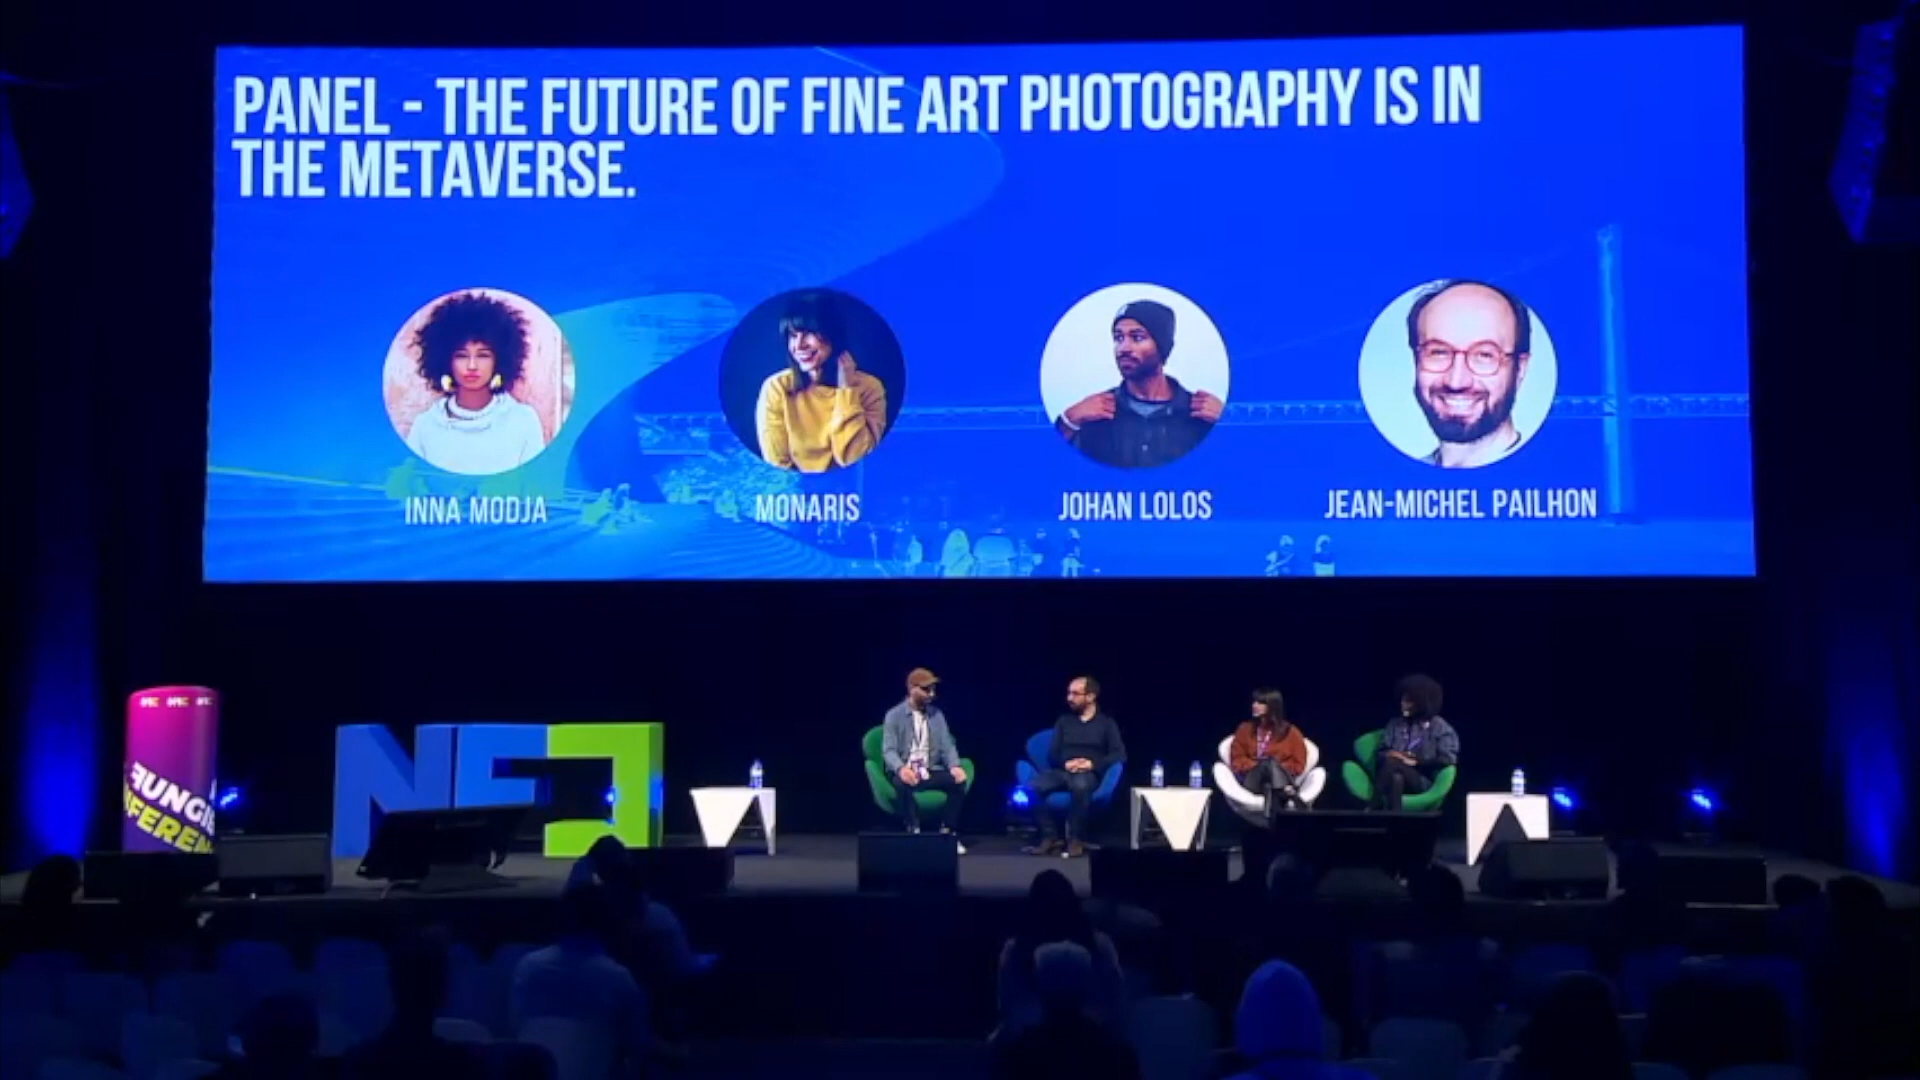 PANEL - THE FUTURE OF FINE ART PHOTOGRAPHY IS IN
THE METAVERSE.
INNA MODJA
MONARIS
JOHAN LOLOS
JEAN-MICHEL PAILHON
NFC